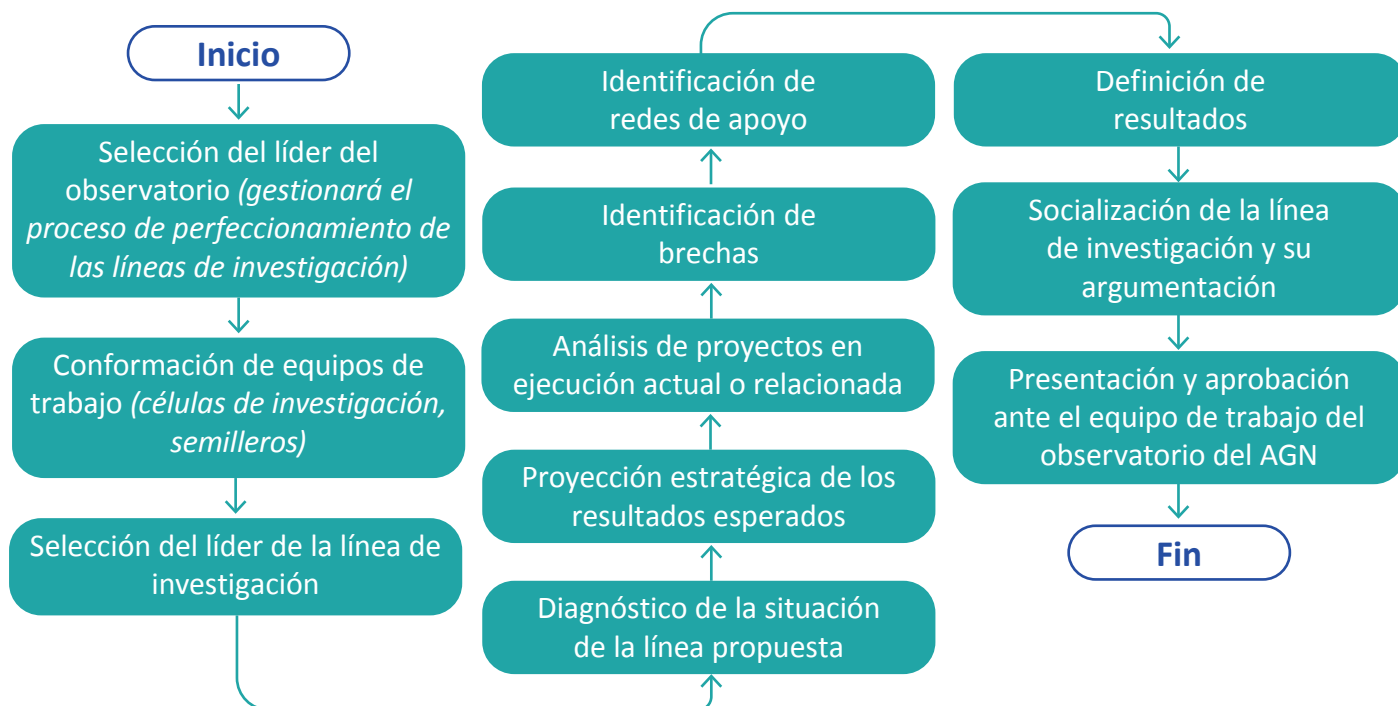 Inicio
Selección del líder del
observatorio (gestionará el
proceso de perfeccionamiento de
las líneas de investigación)
Conformación de equipos de
trabajo (células de investigación,
semilleros)
Selección del líder de la línea de
investigación
Diagnóstico de la situación
de la línea propuesta
Proyección estratégica de los
resultados esperados
Análisis de proyectos en
ejecución actual o relacionada
Identificación de
brechas
Identificación de
redes de apoyo
Definición de
resultados
Socialización de la línea
de investigación y su
argumentación
Presentación y aprobación
ante el equipo de trabajo del
observatorio del AGN
Fin